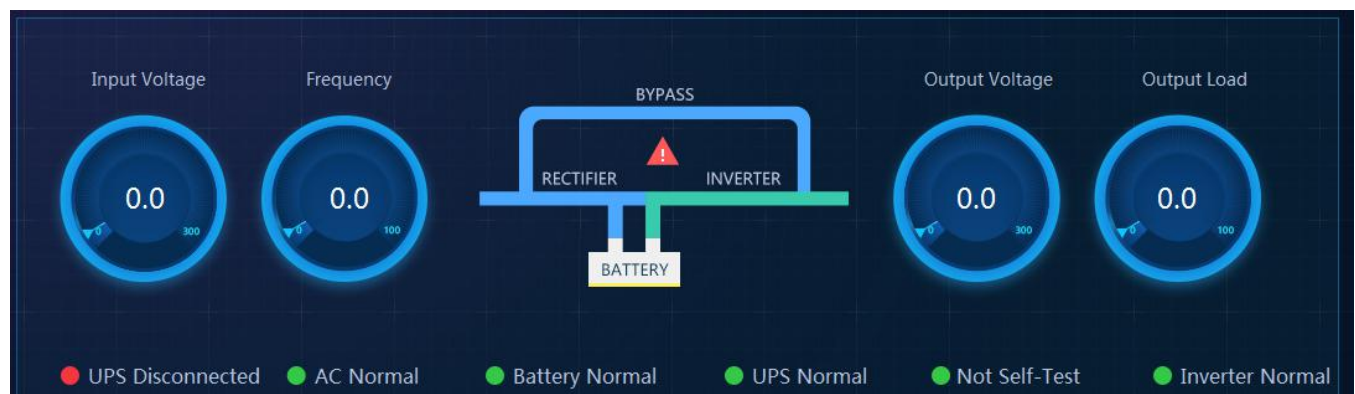 Input Voltage
Frequency
Output Voltage
Output Load
BYPASS
RECTIFIER
INVERTER
BATTERY
0.0
0
300
0.0
0
100
0.0
0
300
0.0
0
100
UPS Disconnected
AC Normal
Battery Normal
UPS Normal
Not Self-Test
Inverter Normal